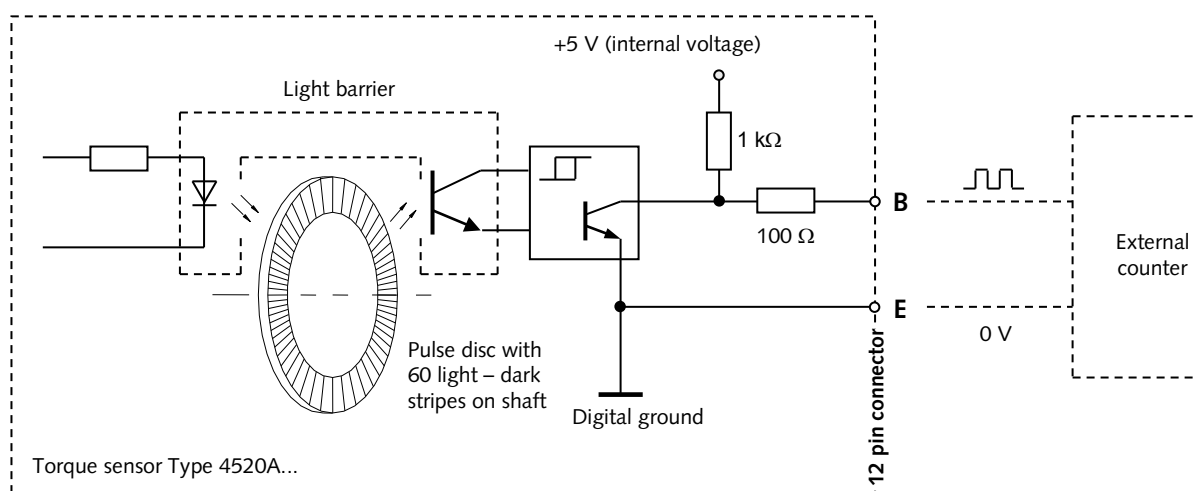 +5 V (internal voltage)
Light barrier
1 kΩ
B
100 Ω
External
counter
E
0 V
Pulse disc with
60 light – dark
stripes on shaft
Digital ground
12 pin connector
Torque sensor Type 4520A...